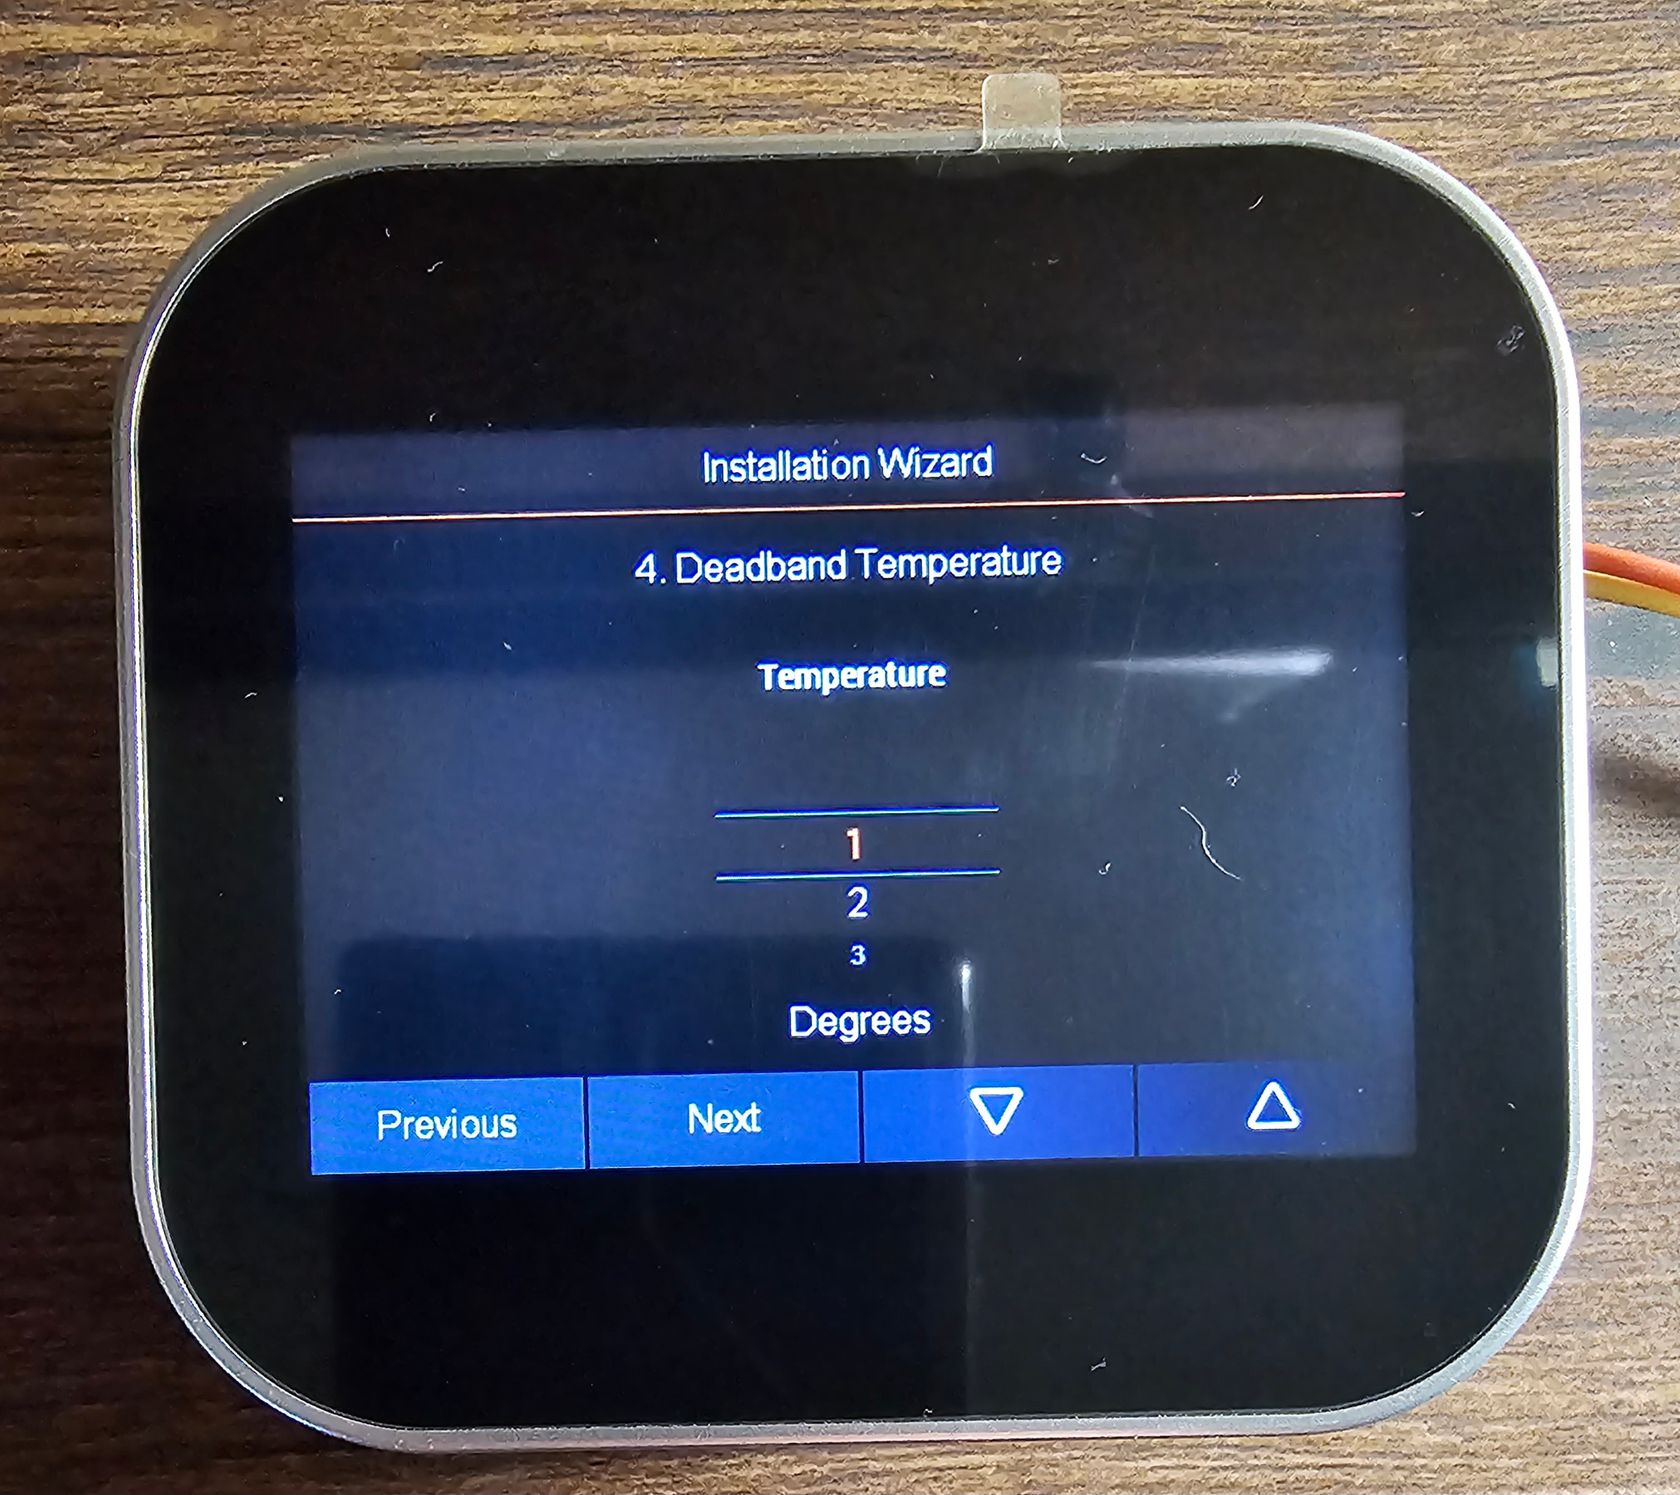 Installation Wizard
4. Deadband Temperature
Temperature
1
2
3
Degrees
Previous Next